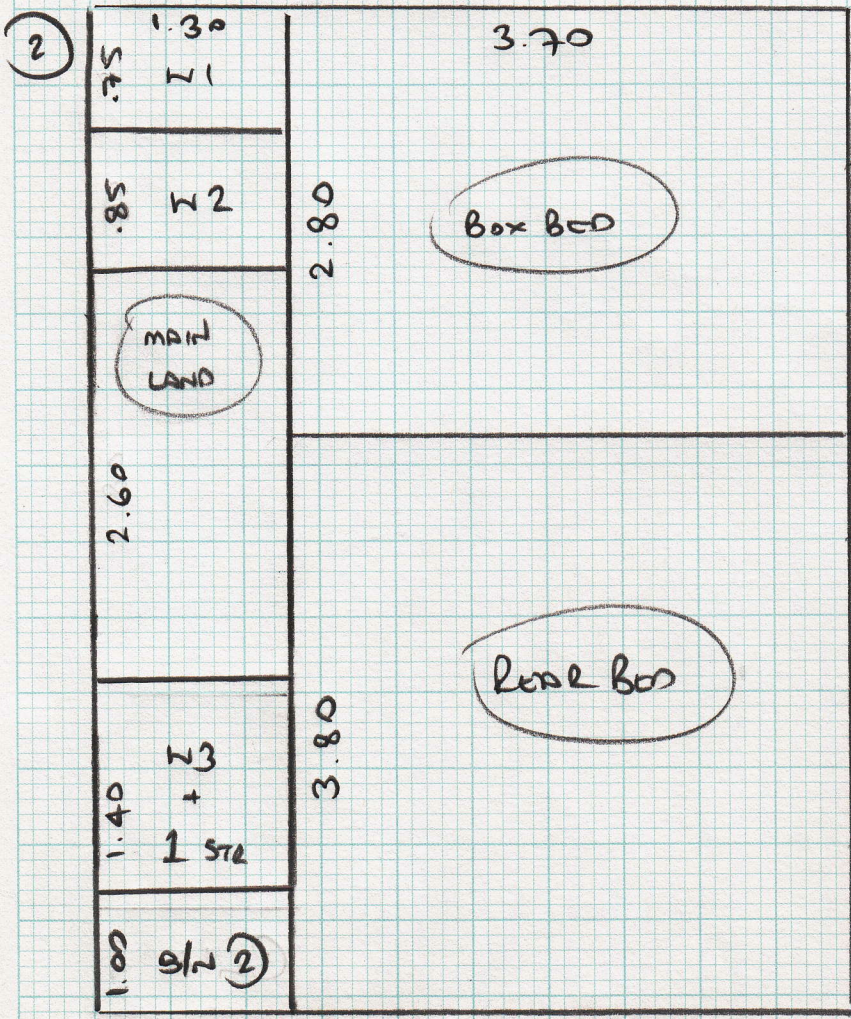 2
1.30
.75
W1
3.70
.85
W2
2.80
BOX BED
MAIN
LAND
2.60
REAR BED
3.80
W3
+
1.40
1 STR
1.00
S/W 2